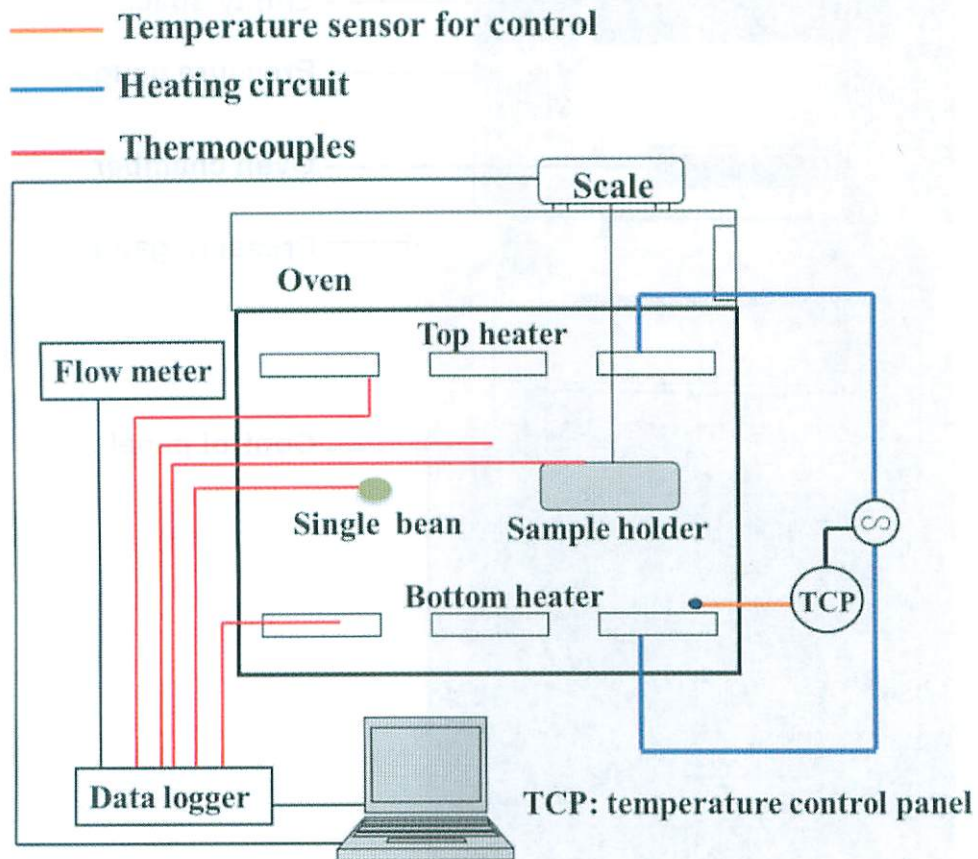 Temperature sensor for control
Heating circuit
Thermocouples
Scale
Oven
Top heater
Flow meter
Single bean
Sample holder
S
Bottom heater
TCP
Data logger
TCP: temperature control panel